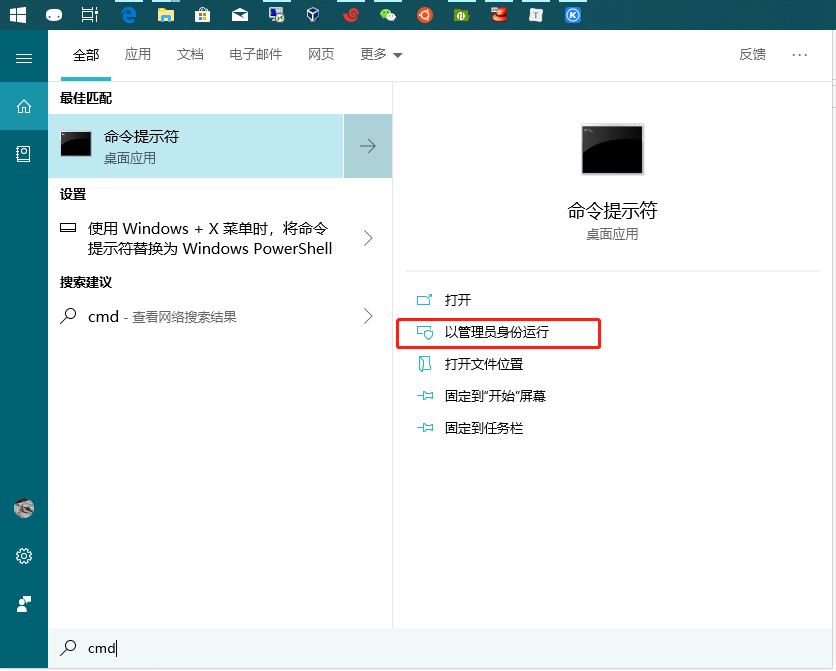 全部 应用 文档 电子邮件 网页 更多 反馈 ···
最佳匹配
命令提示符
桌面应用
设置
使用 Windows + X 菜单时，将命令
提示符替换为 Windows PowerShell
搜索建议
cmd - 查看网络搜索结果
命令提示符
桌面应用
打开
以管理员身份运行
打开文件位置
固定到"开始"屏幕
固定到任务栏
cmd